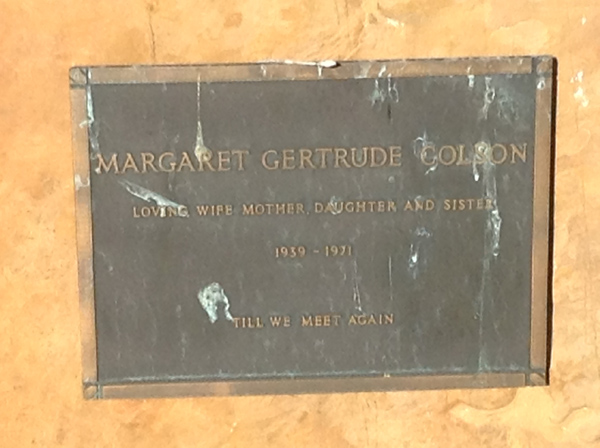 MARGARET GERTRUDE COLSON
LOVING WIFE MOTHER, DAUGHTER AND SISTER
1939 - 1971
TILL WE MEET AGAIN